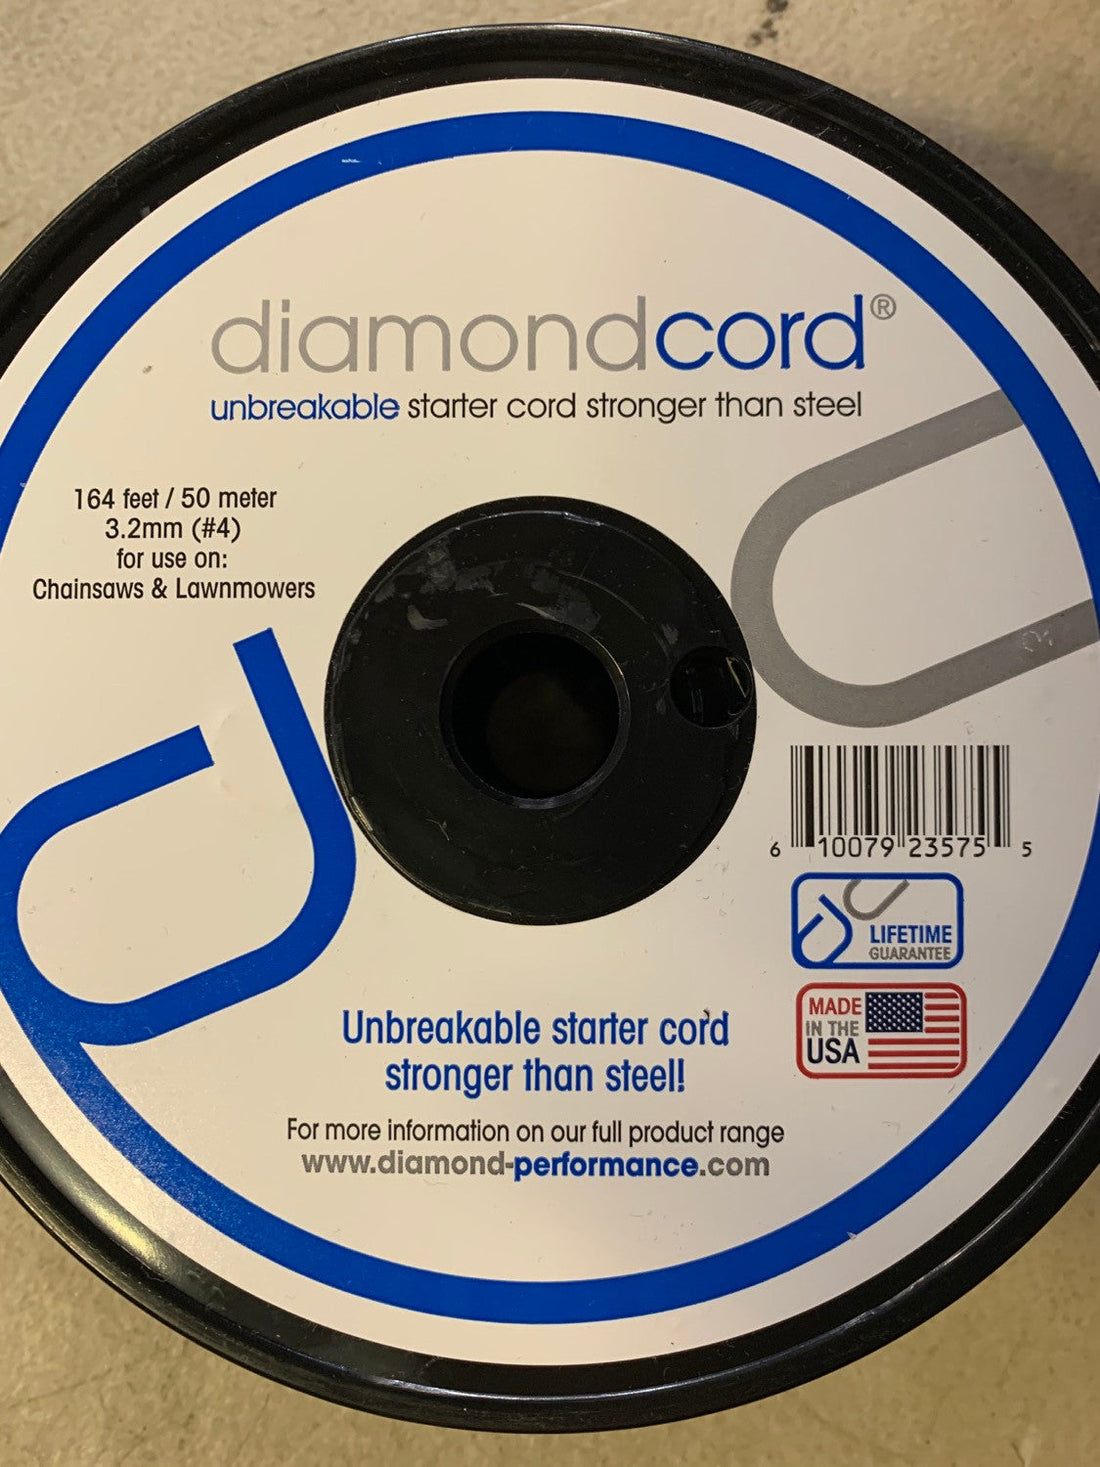 diamondcord®
unbreakable starter cord stronger than steel
164 feet / 50 meter
3.2mm (#4)
for use on:
Chainsaws & Lawnmowers
6 10079 23575 5
LIFETIME
GUARANTEE
MADE
IN THE
USA
Unbreakable starter cord
stronger than steel!
For more information on our full product range
www.diamond-performance.com